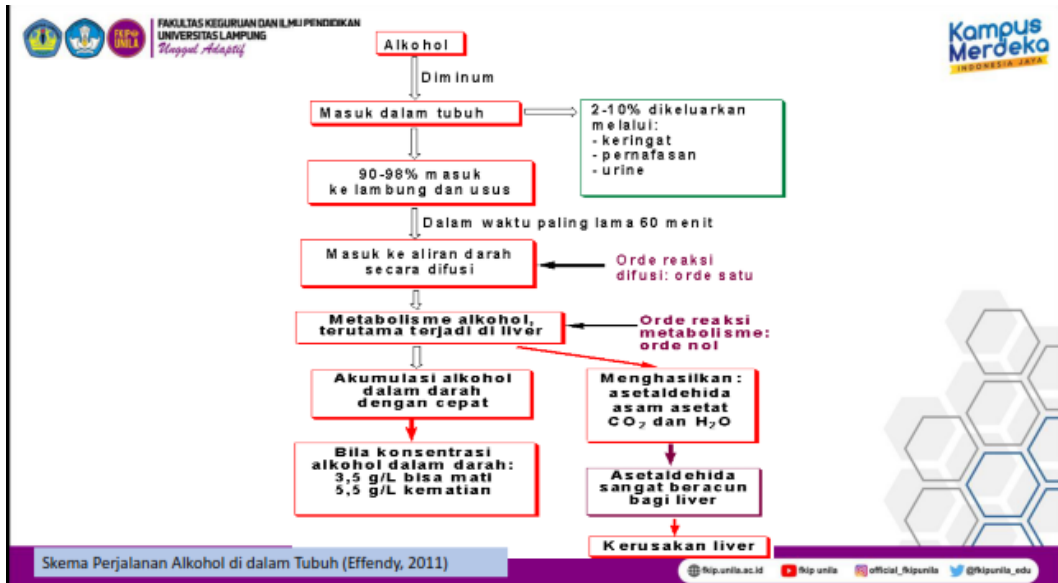 FAKULTAS KEGURUAN DAN ILMU PENDIDIKAN
UNIVERSITAS LAMPUNG
Unggul Adaptif
FKIP
UNILA
Kampus
Merdeka
INDONESIA JAYA
Alkohol
Diminum
Masuk dalam tubuh
2-10% dikeluarkan
melalui:
- keringat
- pernafasan
- urine
90-98% masuk
ke lambung dan usus
Dalam waktu paling lama 60 menit
Masuk ke aliran darah
secara difusi
Orde reaksi
difusi: orde satu
Metabolisme alkohol,
terutama terjadi di liver
Orde reaksi
metabolisme:
orde nol
Akumulasi alkohol
dalam darah
dengan cepat
Menghasilkan:
asetaldehida
asam asetat
CO₂ dan H₂O
Bila konsentrasi
alkohol dalam darah:
3,5 g/L bisa mati
5,5 g/L kematian
Asetaldehida
sangat beracun
bagi liver
Kerusakan liver
Skema Perjalanan Alkohol di dalam Tubuh (Effendy, 2011)
fkip.unila.ac.id
fkip unila
official_fkipunila
@fkipunila_edu